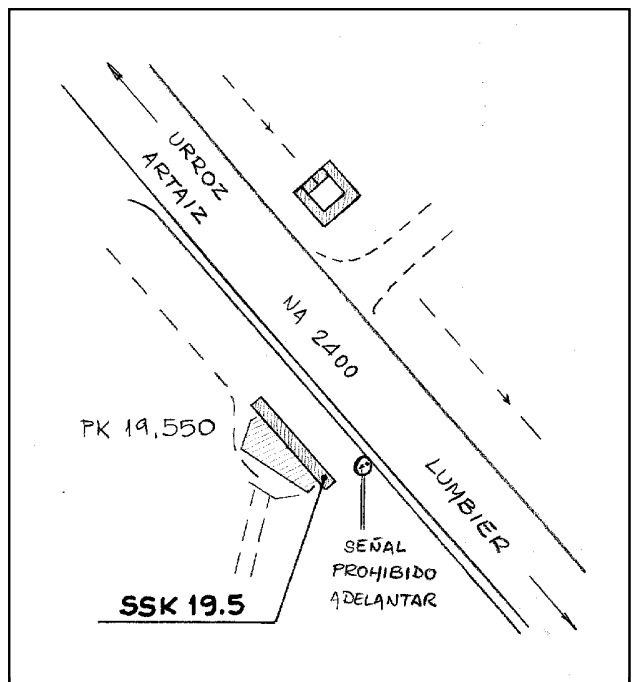 URROZ
ARTAIZ
NA 2400
PK 19,550
LUMBIER
SEÑAL
PROHIBIDO
ADELANTAR
SSK 19.5